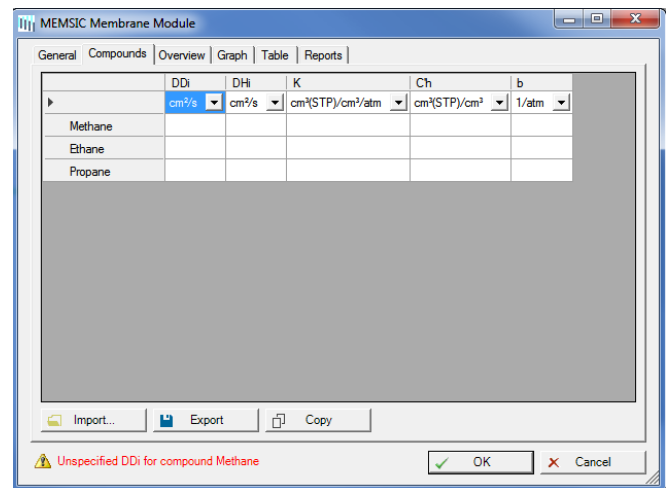 MEMSIC Membrane Module
General Compounds Overview Graph Table Reports
DDi DHi K C'h b
cm²/s cm²/s cm³(STP)/cm³/atm cm³(STP)/cm³ 1/atm
Methane
Ethane
Propane
Import... Export Copy
Unspecified DDi for compound Methane OK Cancel